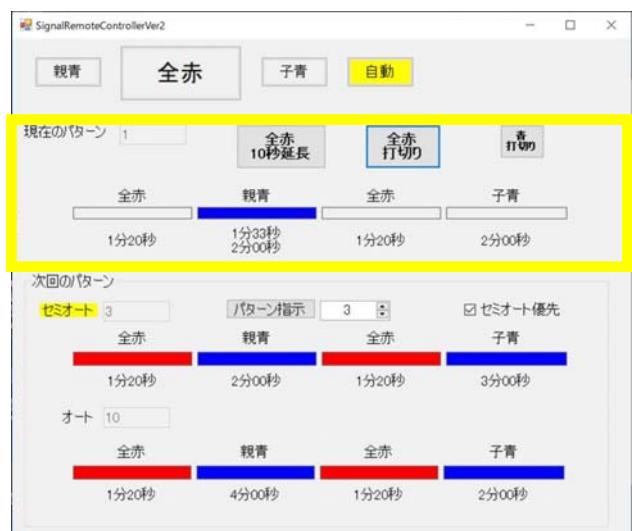 SignalRemoteControllerVer2
親青 全赤 子青 自動
現在のパターン 1 全赤 10秒延長 全赤 打切り 青 打切り
全赤 親青 全赤 子青
1分20秒 1分33秒 1分20秒 2分00秒
2分00秒
次回のパターン
セミオート 3 パターン指示 3 セミオート優先
全赤 親青 全赤 子青
1分20秒 2分00秒 1分20秒 3分00秒
オート 10
全赤 親青 全赤 子青
1分20秒 4分00秒 1分20秒 2分00秒